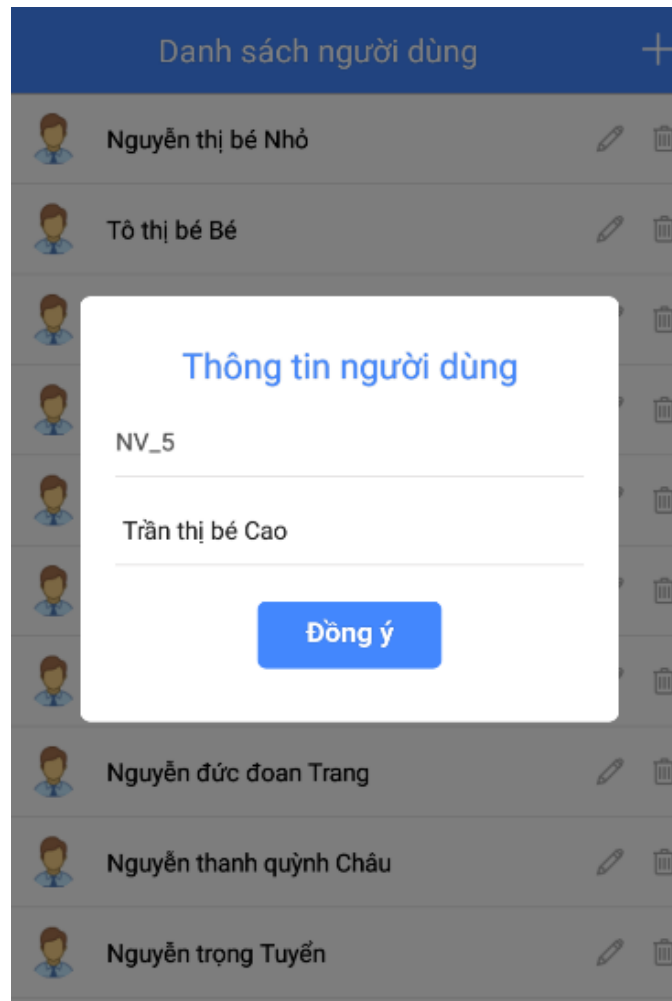 Danh sách người dùng
Nguyễn thị bé Nhỏ
Tô thị bé Bé
Thông tin người dùng
NV_5
Trần thị bé Cao
Đồng ý
Nguyễn đức đoan Trang
Nguyễn thanh quỳnh Châu
Nguyễn trọng Tuyển